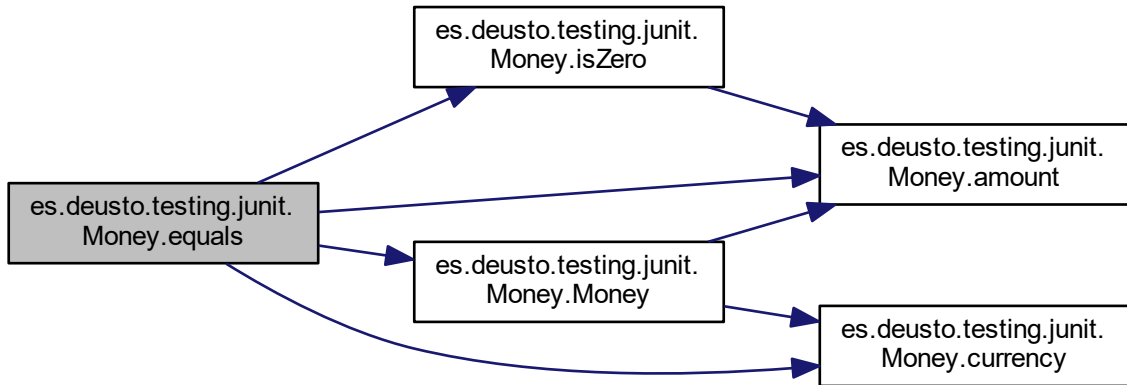 es.deusto.testing.junit.
Money.equals
es.deusto.testing.junit.
Money.isZero
es.deusto.testing.junit.
Money.Money
es.deusto.testing.junit.
Money.amount
es.deusto.testing.junit.
Money.currency